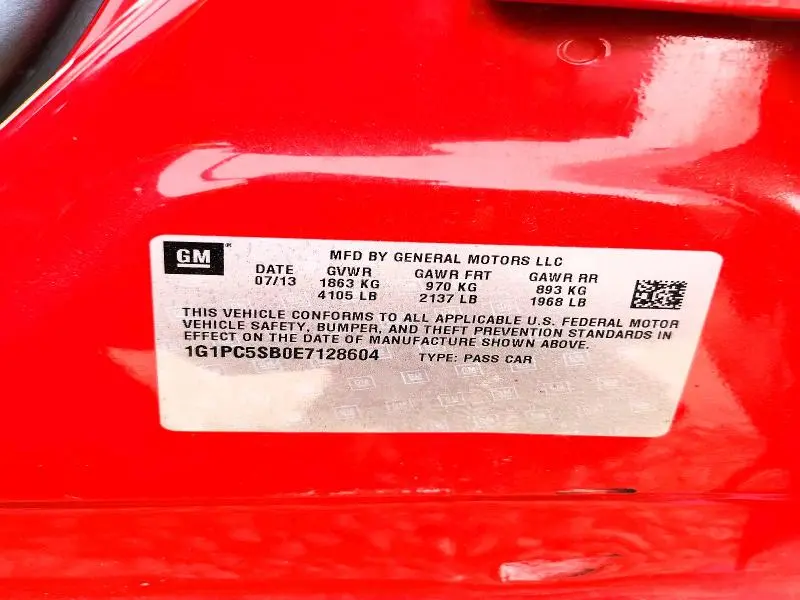 GM
MFD BY GENERAL MOTORS LLC
DATE GVWR GAWR FRT GAWR RR
07/13 1863 KG 970 KG 893 KG
4105 LB 2137 LB 1968 LB
THIS VEHICLE CONFORMS TO ALL APPLICABLE U.S. FEDERAL MOTOR
VEHICLE SAFETY, BUMPER, AND THEFT PREVENTION STANDARDS IN
EFFECT ON THE DATE OF MANUFACTURE SHOWN ABOVE.
1G1PC5SB0E7128604 TYPE: PASS CAR